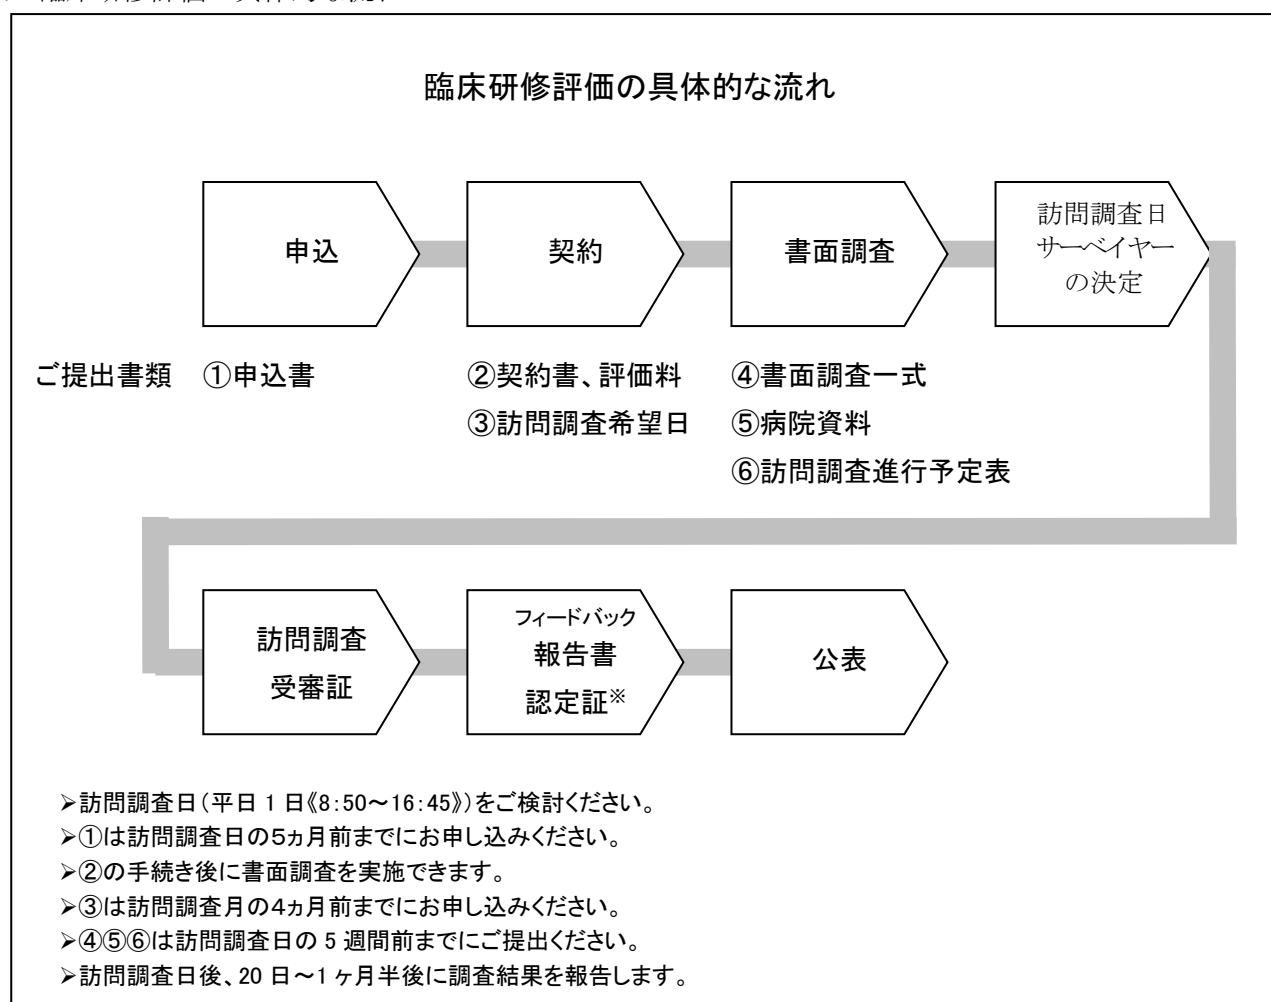 臨床研修評価の具体的な流れ
申込
契約
書面調査
訪問調査日
サーベイヤー
の決定
ご提出書類 ①申込書
②契約書、評価料
③訪問調査希望日
④書面調査一式
⑤病院資料
⑥訪問調査進行予定表
訪問調査
受審証
フィードバック
報告書
認定証※
公表
➢訪問調査日(平日 1 日《8:50～16:45》)をご検討ください。
➢①は訪問調査日の5ヵ月前までにお申し込みください。
➢②の手続き後に書面調査を実施できます。
➢③は訪問調査月の4ヵ月前までにお申し込みください。
➢④⑤⑥は訪問調査日の 5 週間前までにご提出ください。
➢訪問調査日後、20 日～1 ヶ月半後に調査結果を報告します。